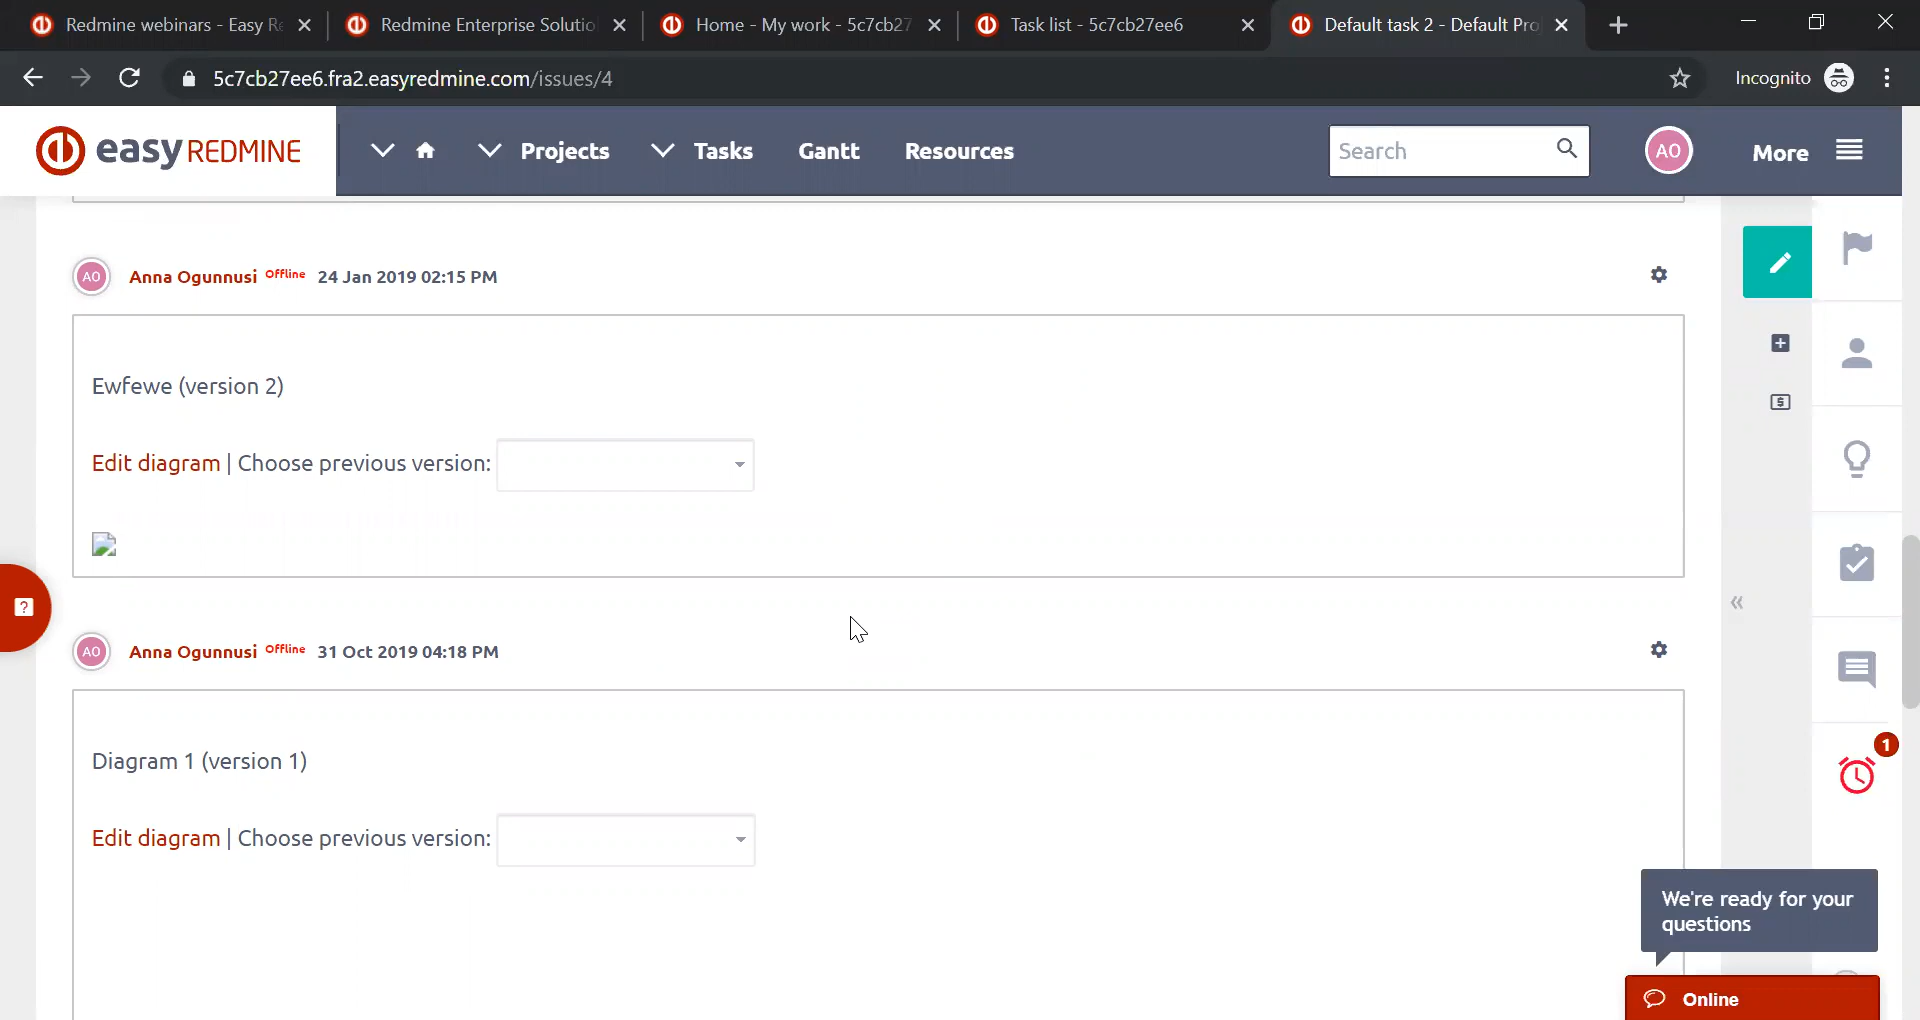 Redmine webinars - Easy Re
Redmine Enterprise Solutio
Home - My work - 5c7cb27
Task list - 5c7cb27ee6
Default task 2 - Default Pro
5c7cb27ee6.fra2.easyredmine.com/issues/4
Incognito
easy REDMINE
Projects
Tasks
Gantt
Resources
Search
AO
More
AO
Anna Ogunnusi Offline 24 Jan 2019 02:15 PM
Ewfewe (version 2)
Edit diagram | Choose previous version:
AO
Anna Ogunnusi Offline 31 Oct 2019 04:18 PM
Diagram 1 (version 1)
Edit diagram | Choose previous version:
?
$
«
1
We're ready for your
questions
Online